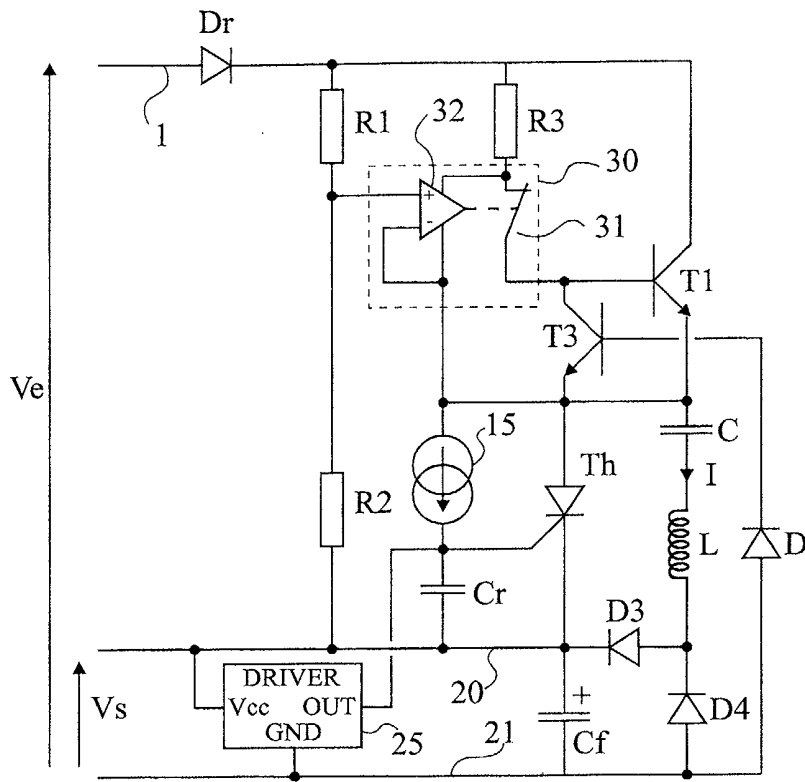 Dr
1
R1
32
R3
30
+
-
31
T1
T3
Ve
15
C
Th
I
R2
L
D
Cr
D3
DRIVER
20
Vs
Vcc OUT
+
D4
GND
25
21
Cf